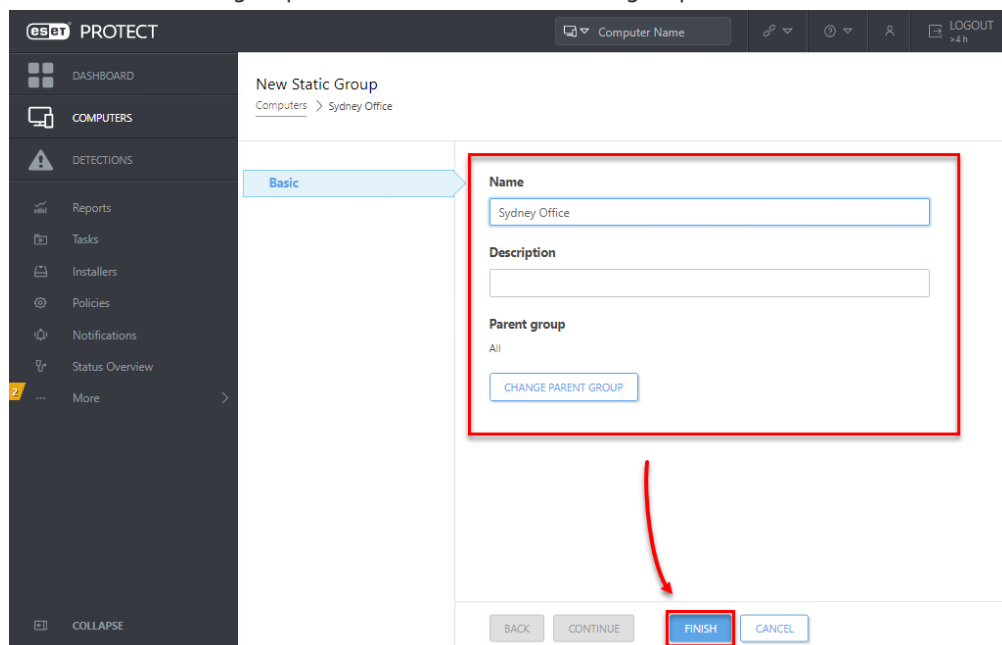 eset PROTECT
Computer Name
LOGOUT
>4 h
DASHBOARD
COMPUTERS
DETECTIONS
Reports
Tasks
Installers
Policies
Notifications
Status Overview
2
... More
COLLAPSE
New Static Group
Computers > Sydney Office
Basic
Name
Sydney Office
Description
Parent group
All
CHANGE PARENT GROUP
BACK
CONTINUE
FINISH
CANCEL